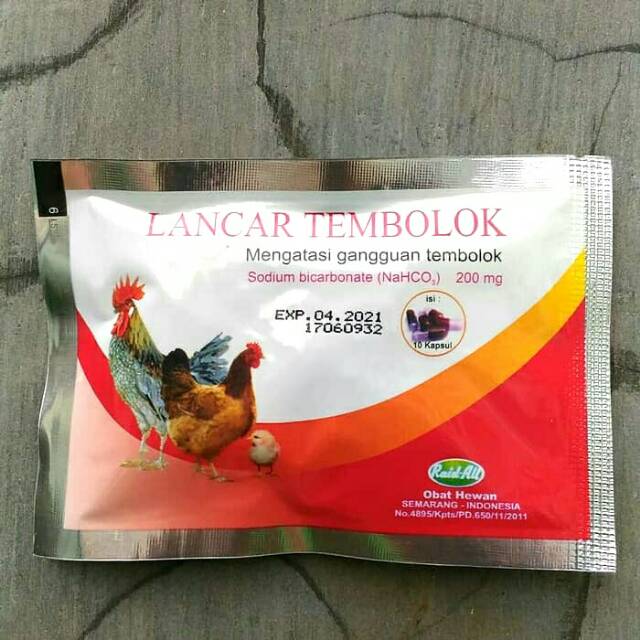 LANCAR TEMBOLOK
Mengatasi gangguan tembolok
Sodium bicarbonate (NaHCO₃) 200 mg
EXP.04.2021
17060932
isi :
10 Kapsul
Raid-All
Obat Hewan
SEMARANG - INDONESIA
No.4895/Kpts/PD.650/11/2011